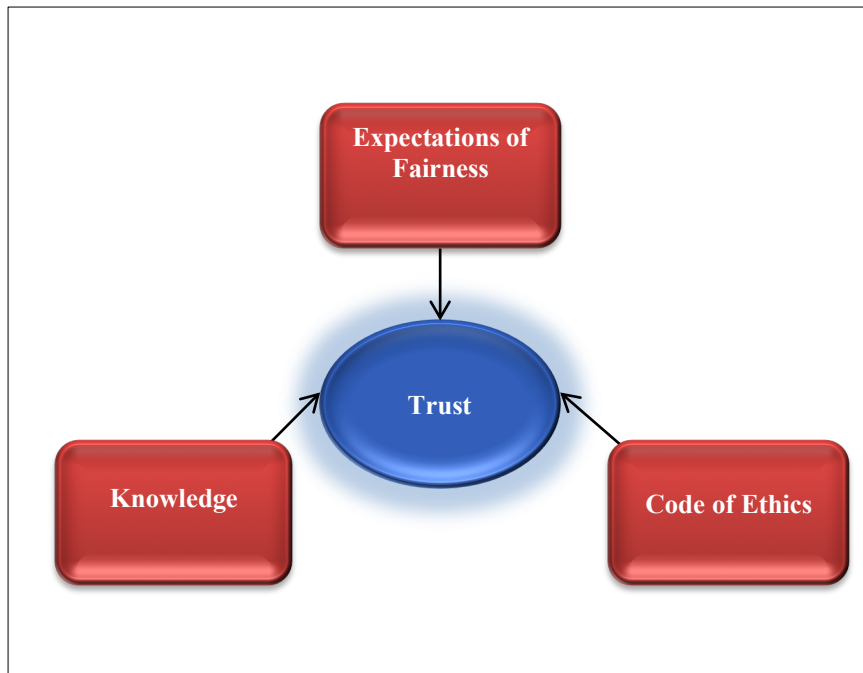 Expectations of
Fairness
Trust
Knowledge
Code of Ethics